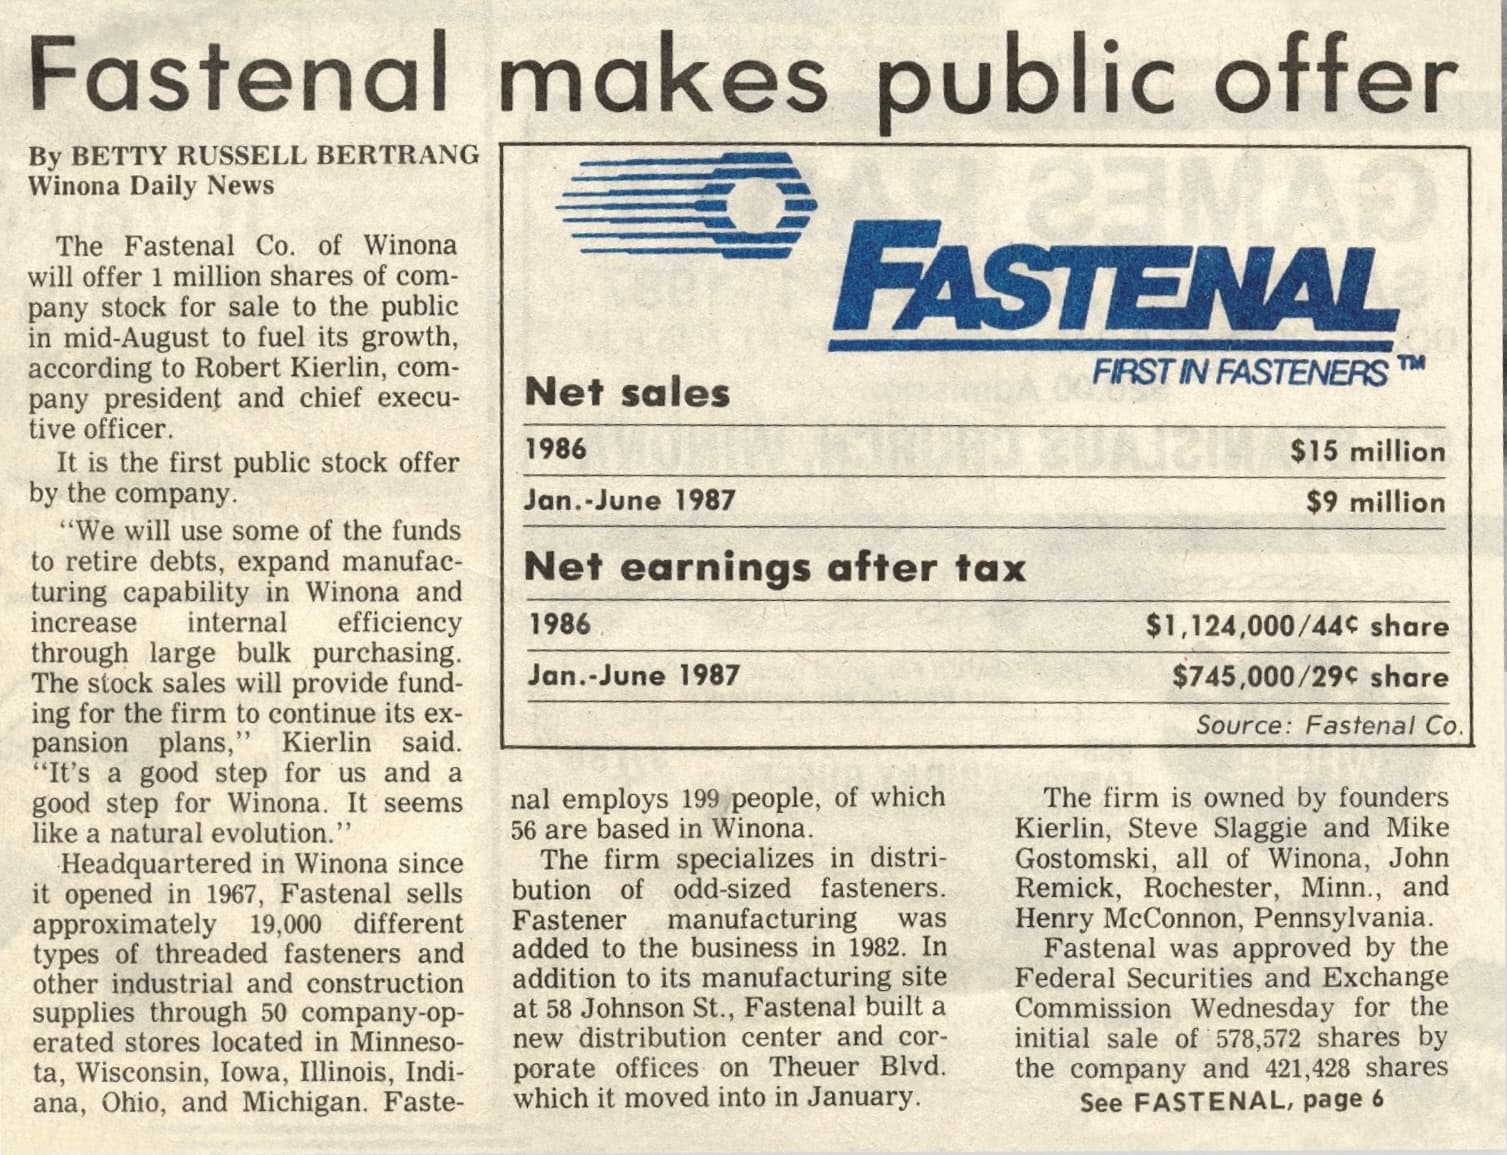 Fastenal makes public offer
By BETTY RUSSELL BERTRANG
Winona Daily News
The Fastenal Co. of Winona
will offer 1 million shares of com-
pany stock for sale to the public
in mid-August to fuel its growth,
according to Robert Kierlin, com-
pany president and chief execu-
tive officer.
It is the first public stock offer
by the company.
"We will use some of the funds
to retire debts, expand manufac-
turing capability in Winona and
increase internal efficiency
through large bulk purchasing.
The stock sales will provide fund-
ing for the firm to continue its ex-
pansion plans," Kierlin said.
"It's a good step for us and a
good step for Winona. It seems
like a natural evolution."
Headquartered in Winona since
it opened in 1967, Fastenal sells
approximately 19,000 different
types of threaded fasteners and
other industrial and construction
supplies through 50 company-op-
erated stores located in Minneso-
ta, Wisconsin, Iowa, Illinois, Indi-
ana, Ohio, and Michigan. Faste-
FASTENAL
FIRST IN FASTENERS ™
Net sales
1986 $15 million
Jan.-June 1987 $9 million
Net earnings after tax
1986 $1,124,000/44¢ share
Jan.-June 1987 $745,000/29¢ share
Source: Fastenal Co.
nal employs 199 people, of which
56 are based in Winona.
The firm specializes in distri-
bution of odd-sized fasteners.
Fastener manufacturing was
added to the business in 1982. In
addition to its manufacturing site
at 58 Johnson St., Fastenal built a
new distribution center and cor-
porate offices on Theuer Blvd.
which it moved into in January.
The firm is owned by founders
Kierlin, Steve Slaggie and Mike
Gostomski, all of Winona, John
Remick, Rochester, Minn., and
Henry McConnon, Pennsylvania.
Fastenal was approved by the
Federal Securities and Exchange
Commission Wednesday for the
initial sale of 578,572 shares by
the company and 421,428 shares
See FASTENAL, page 6